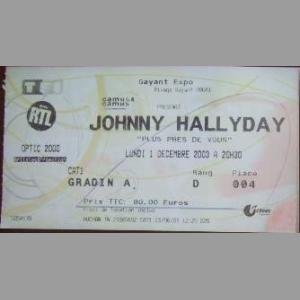 Gayant Expo
camus & camus
PRESENTE
RTL
JOHNNY HALLYDAY
"PLUS PRES DE VOUS"
OPTIC 2000
LUNDI 1 DECEMBRE 2003 A 20H30
CAT1
Rang Place
GRADIN A.
D 004
Prix TTC: 80.00 Euros